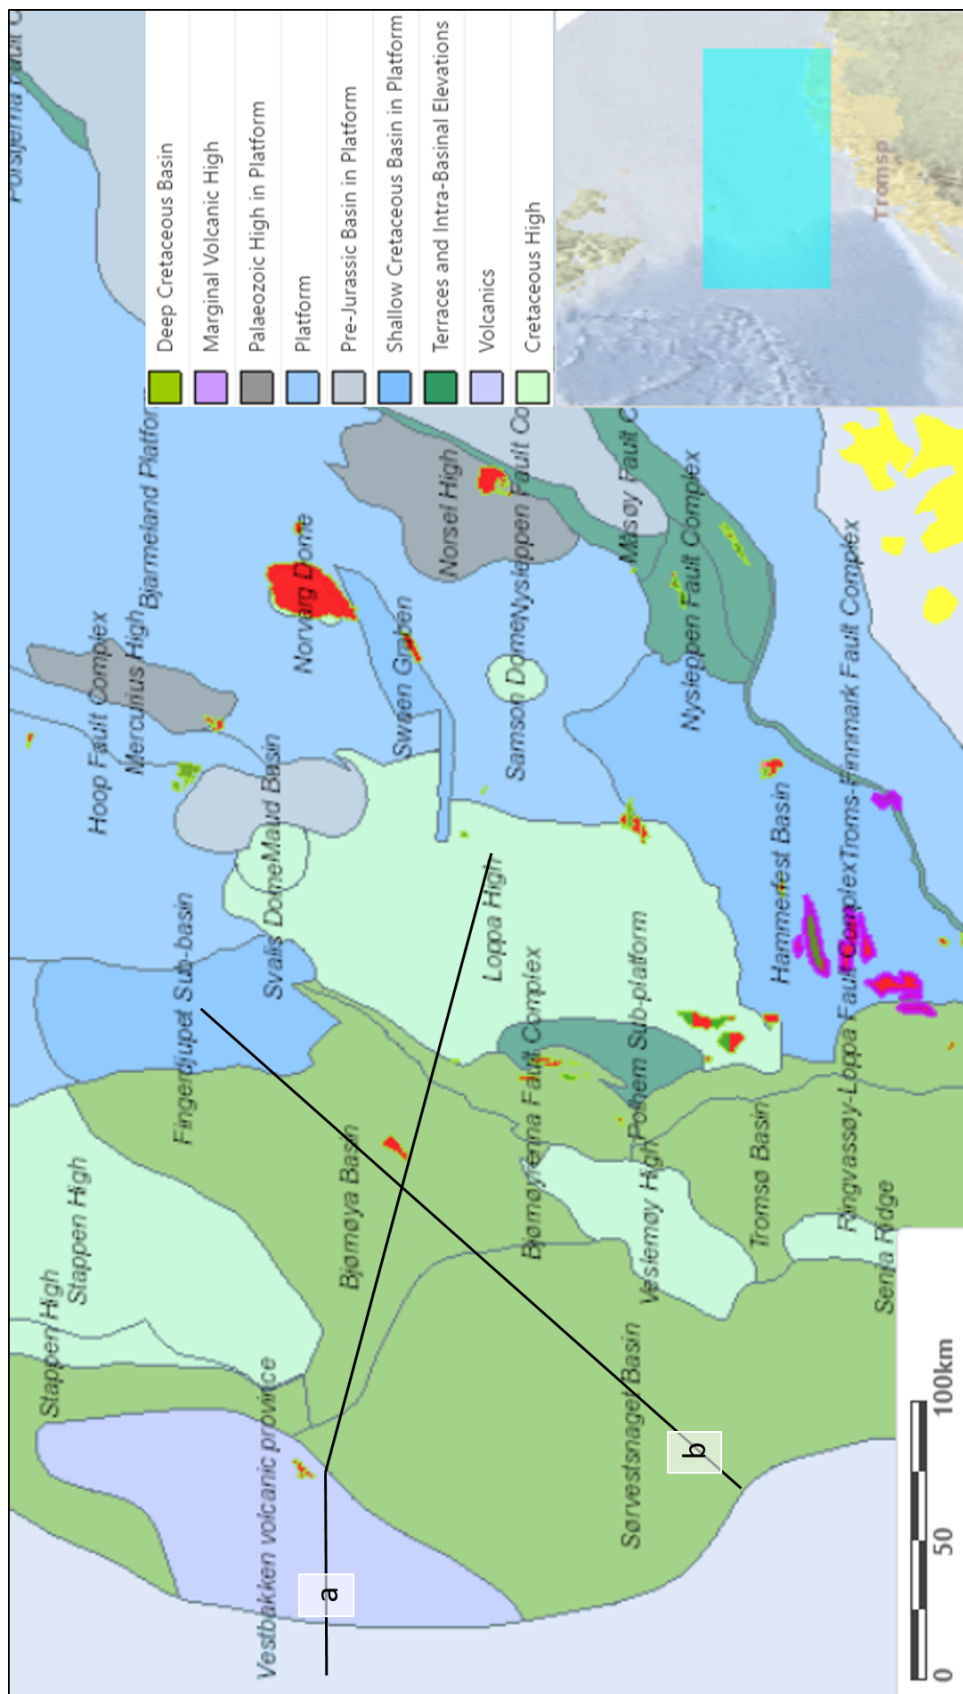 Deep Cretaceous Basin
Marginal Volcanic High
Palaeozoic High in Platform
Platform
Pre-Jurassic Basin in Platform
Shallow Cretaceous Basin in Platform
Terraces and Intra-Basinal Elevations
Volcanics
Cretaceous High
Tromsø
Hoop Fault Complex
Mercurius High
Bjarmeland Platfor
Norvarg Dome
Norsel High
Swaen Graben
Samson Dome
Nysleppen Fault Co
Måsøy Fault C
Nysleppen Fault Complex
Svalis Dome
Maud Basin
Fingerdjupet Sub-basin
Loppa High
Hammerfest Basin
Troms-Finnmark Fault Complex
Ringvassøy-Loppa Fault Complex
Polhem Sub-platform
Bjørnøyrenna Fault Complex
Stappen High
Stappen High
Bjørnøya Basin
Veslemøy High
Tromsø Basin
Senja Ridge
Vestbakken volcanic province
Sørvestsnaget Basin
a
b
0
50
100km